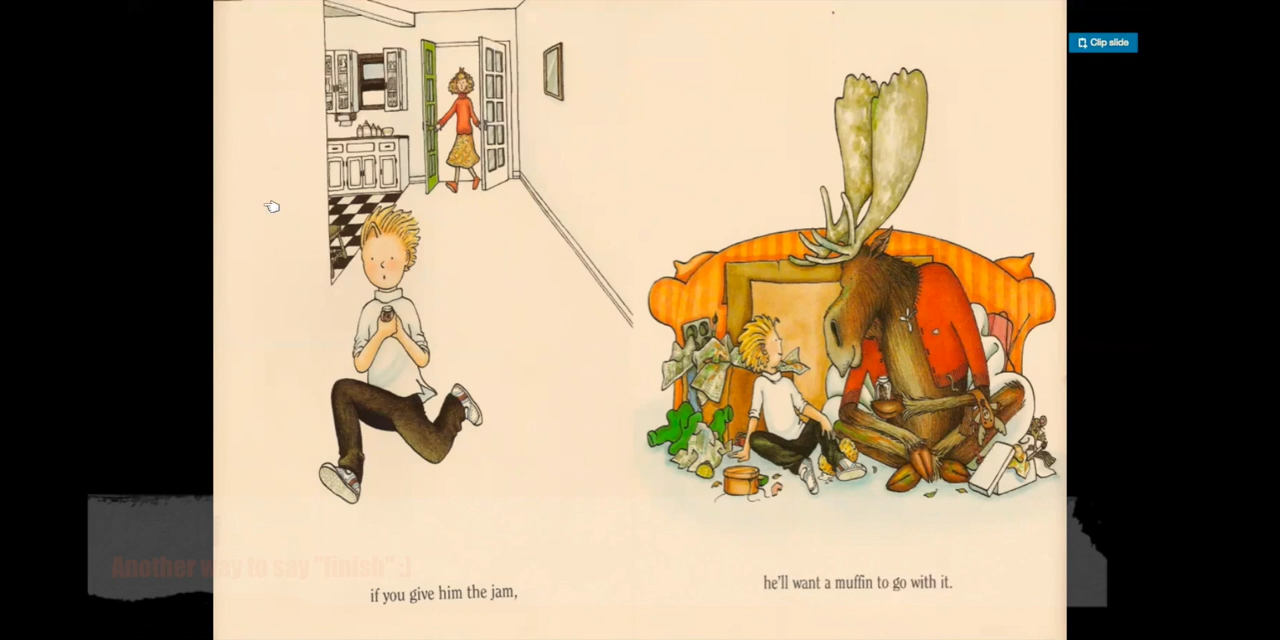 Clip slide
Another way to say "finish" :)
if you give him the jam,
he'll want a muffin to go with it.